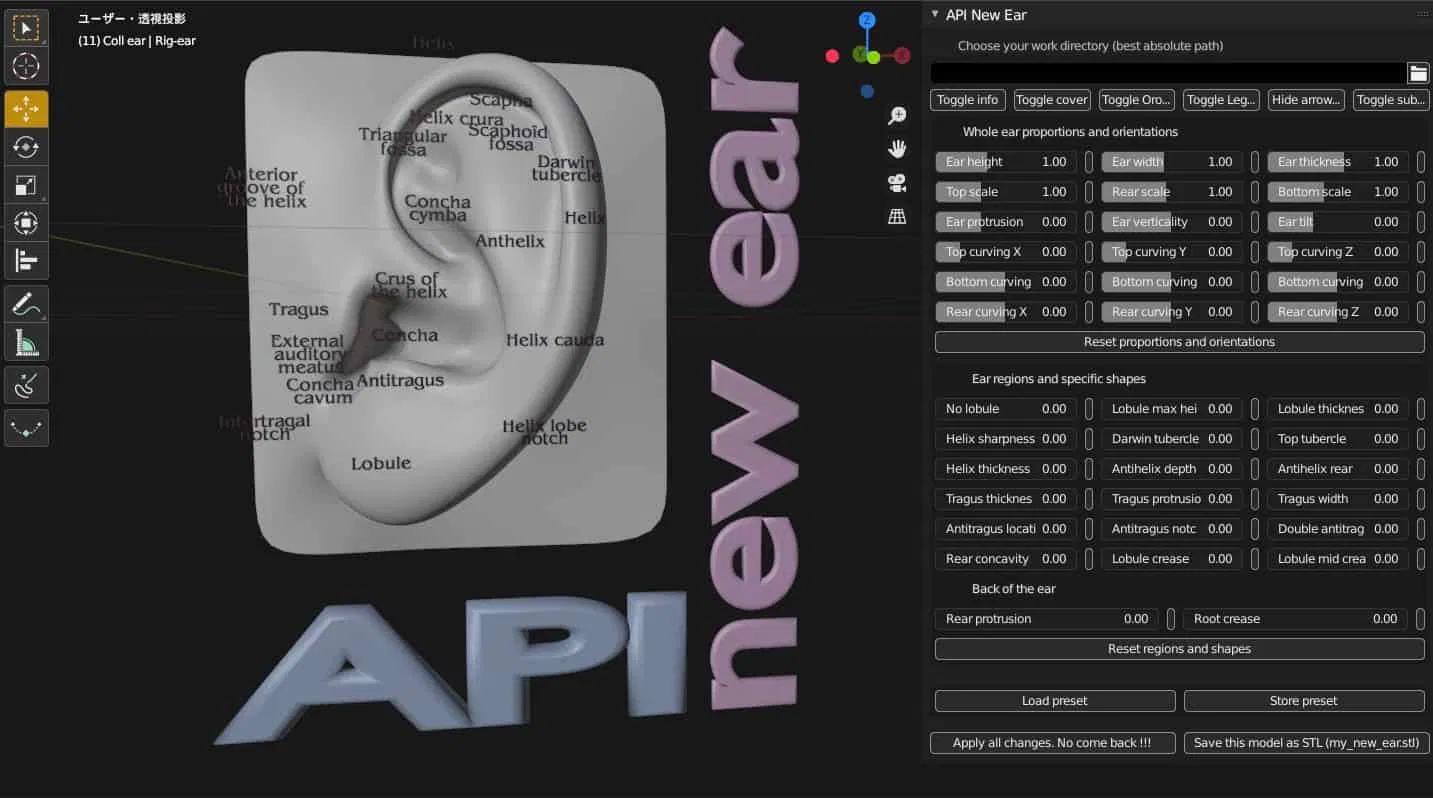 ユーザー・透視投影
(11) Coll ear | Rig-ear
Helix
Scapha
Helix crura
Scaphoïd
fossa
Triangular
fossa
Darwin
tubercle
Anterior
groove of
the helix
Concha
cymba
Helix
Anthelix
Crus of
the helix
Tragus
Concha
External
auditory
meatus
Helix cauda
Concha
cavum
Antitragus
Intertragal
notch
Helix lobe
notch
Lobule
API
new ear
Z
Y
API New Ear
Choose your work directory (best absolute path)
Toggle info Toggle cover Toggle Oro... Toggle Leg... Hide arrow... Toggle sub...
Whole ear proportions and orientations
Ear height 1.00 Ear width 1.00 Ear thickness 1.00
Top scale 1.00 Rear scale 1.00 Bottom scale 1.00
Ear protrusion 0.00 Ear verticality 0.00 Ear tilt 0.00
Top curving X 0.00 Top curving Y 0.00 Top curving Z 0.00
Bottom curving 0.00 Bottom curving 0.00 Bottom curving 0.00
Rear curving X 0.00 Rear curving Y 0.00 Rear curving Z 0.00
Reset proportions and orientations
Ear regions and specific shapes
No lobule 0.00 Lobule max hei 0.00 Lobule thicknes 0.00
Helix sharpness 0.00 Darwin tubercle 0.00 Top tubercle 0.00
Helix thickness 0.00 Antihelix depth 0.00 Antihelix rear 0.00
Tragus thicknes 0.00 Tragus protrusio 0.00 Tragus width 0.00
Antitragus locati 0.00 Antitragus notc 0.00 Double antitrag 0.00
Rear concavity 0.00 Lobule crease 0.00 Lobule mid crea 0.00
Back of the ear
Rear protrusion 0.00 Root crease 0.00
Reset regions and shapes
Load preset Store preset
Apply all changes. No come back !!! Save this model as STL (my_new_ear.stl)